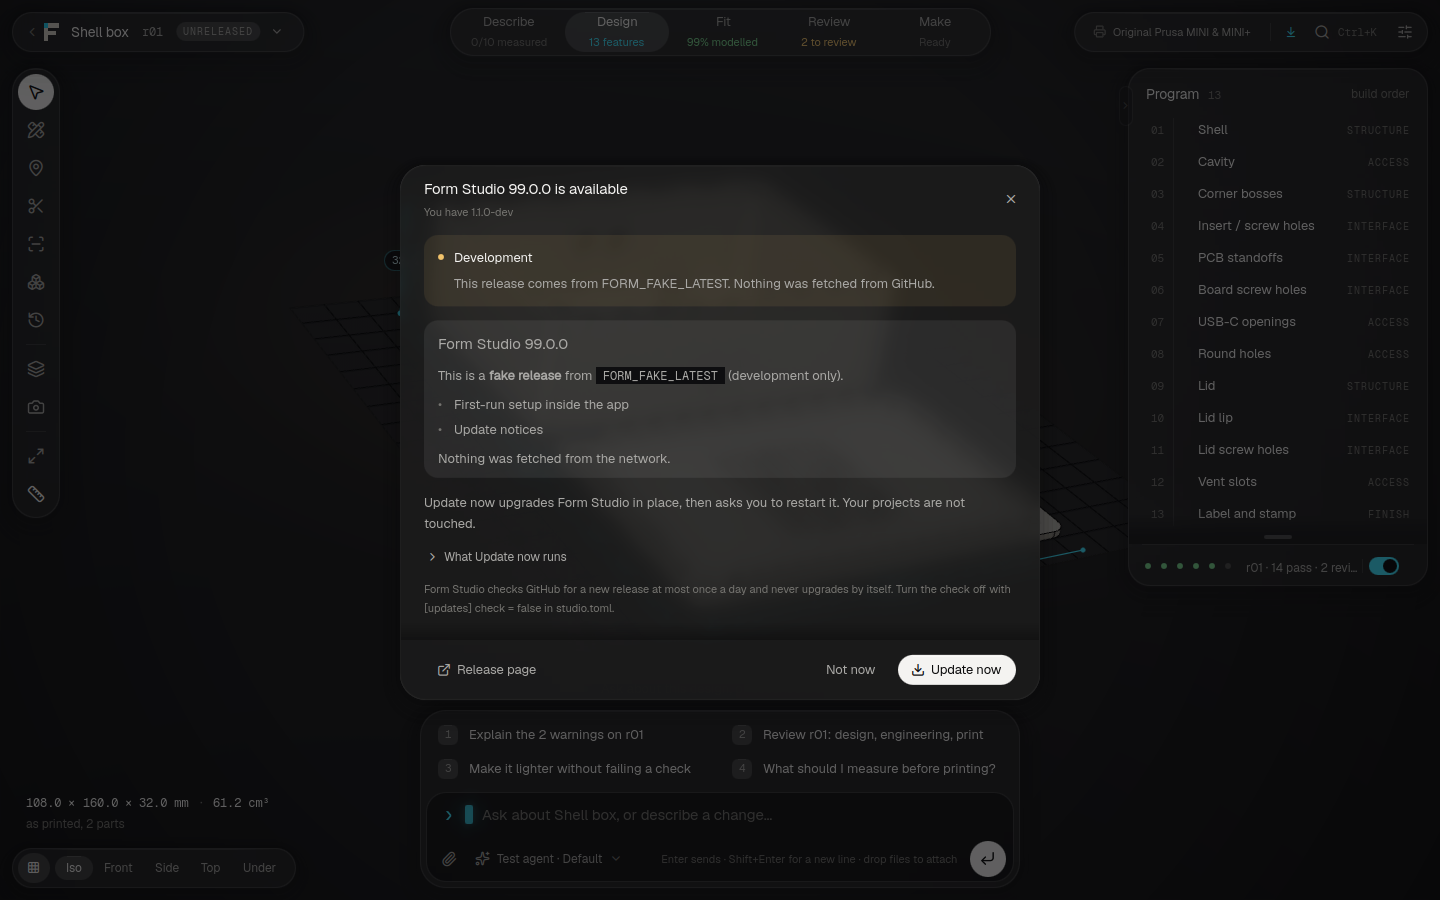 Shell box r01 UNRELEASED
Describe
0/10 measured
Design
13 features
Fit
99% modelled
Review
2 to review
Make
Ready
Original Prusa MINI & MINI+
Ctrl+K
Program 13 build order
01 Shell STRUCTURE
02 Cavity ACCESS
03 Corner bosses STRUCTURE
04 Insert / screw holes INTERFACE
05 PCB standoffs INTERFACE
06 Board screw holes INTERFACE
07 USB-C openings ACCESS
08 Round holes ACCESS
09 Lid STRUCTURE
10 Lid lip INTERFACE
11 Lid screw holes INTERFACE
12 Vent slots ACCESS
13 Label and stamp FINISH
r01 · 14 pass · 2 revi...
Form Studio 99.0.0 is available
You have 1.1.0-dev
Development
This release comes from FORM_FAKE_LATEST. Nothing was fetched from GitHub.
Form Studio 99.0.0
This is a fake release from FORM_FAKE_LATEST (development only).
• First-run setup inside the app
• Update notices
Nothing was fetched from the network.
Update now upgrades Form Studio in place, then asks you to restart it. Your projects are not
touched.
What Update now runs
Form Studio checks GitHub for a new release at most once a day and never upgrades by itself. Turn the check off with
[updates] check = false in studio.toml.
Release page
Not now
Update now
1 Explain the 2 warnings on r01
2 Review r01: design, engineering, print
3 Make it lighter without failing a check
4 What should I measure before printing?
Ask about Shell box, or describe a change...
Test agent · Default
Enter sends · Shift+Enter for a new line · drop files to attach
108.0 × 160.0 × 32.0 mm · 61.2 cm³
as printed, 2 parts
Iso Front Side Top Under